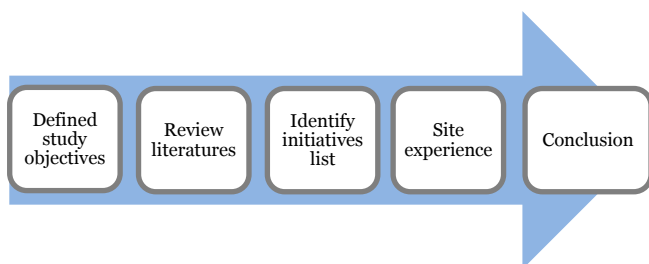 Defined
study
objectives
Review
literatures
Identify
initiatives
list
Site
experience
Conclusion